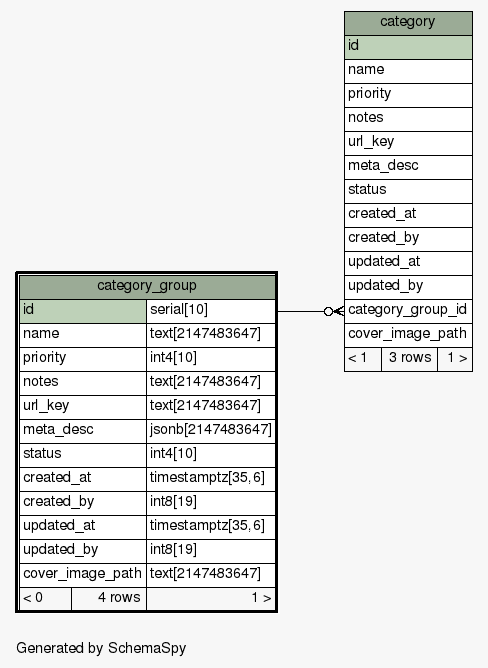 category
id
name
priority
notes
url_key
meta_desc
status
created_at
created_by
updated_at
updated_by
category_group_id
cover_image_path
< 1 3 rows 1 >
category_group
id serial[10]
name text[2147483647]
priority int4[10]
notes text[2147483647]
url_key text[2147483647]
meta_desc jsonb[2147483647]
status int4[10]
created_at timestamptz[35,6]
created_by int8[19]
updated_at timestamptz[35,6]
updated_by int8[19]
cover_image_path text[2147483647]
< 0 4 rows 1 >
Generated by SchemaSpy